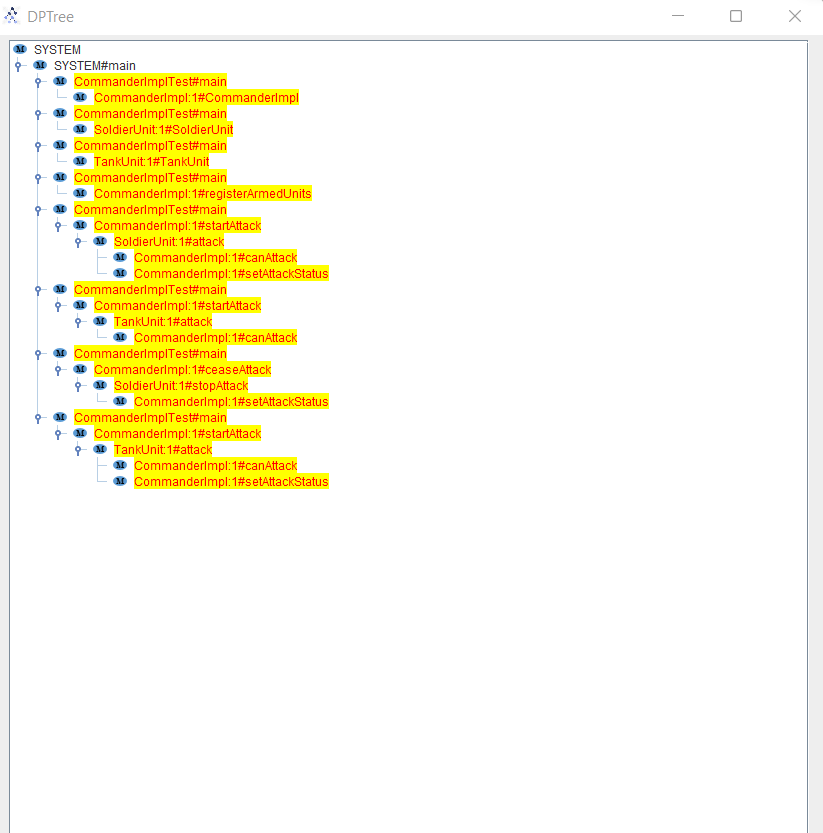 DPTree
SYSTEM
SYSTEM#main
CommanderImplTest#main
CommanderImpl:1#CommanderImpl
CommanderImplTest#main
SoldierUnit:1#SoldierUnit
CommanderImplTest#main
TankUnit:1#TankUnit
CommanderImplTest#main
CommanderImpl:1#registerArmedUnits
CommanderImplTest#main
CommanderImpl:1#startAttack
SoldierUnit:1#attack
CommanderImpl:1#canAttack
CommanderImpl:1#setAttackStatus
CommanderImplTest#main
CommanderImpl:1#startAttack
TankUnit:1#attack
CommanderImpl:1#canAttack
CommanderImplTest#main
CommanderImpl:1#ceaseAttack
SoldierUnit:1#stopAttack
CommanderImpl:1#setAttackStatus
CommanderImplTest#main
CommanderImpl:1#startAttack
TankUnit:1#attack
CommanderImpl:1#canAttack
CommanderImpl:1#setAttackStatus